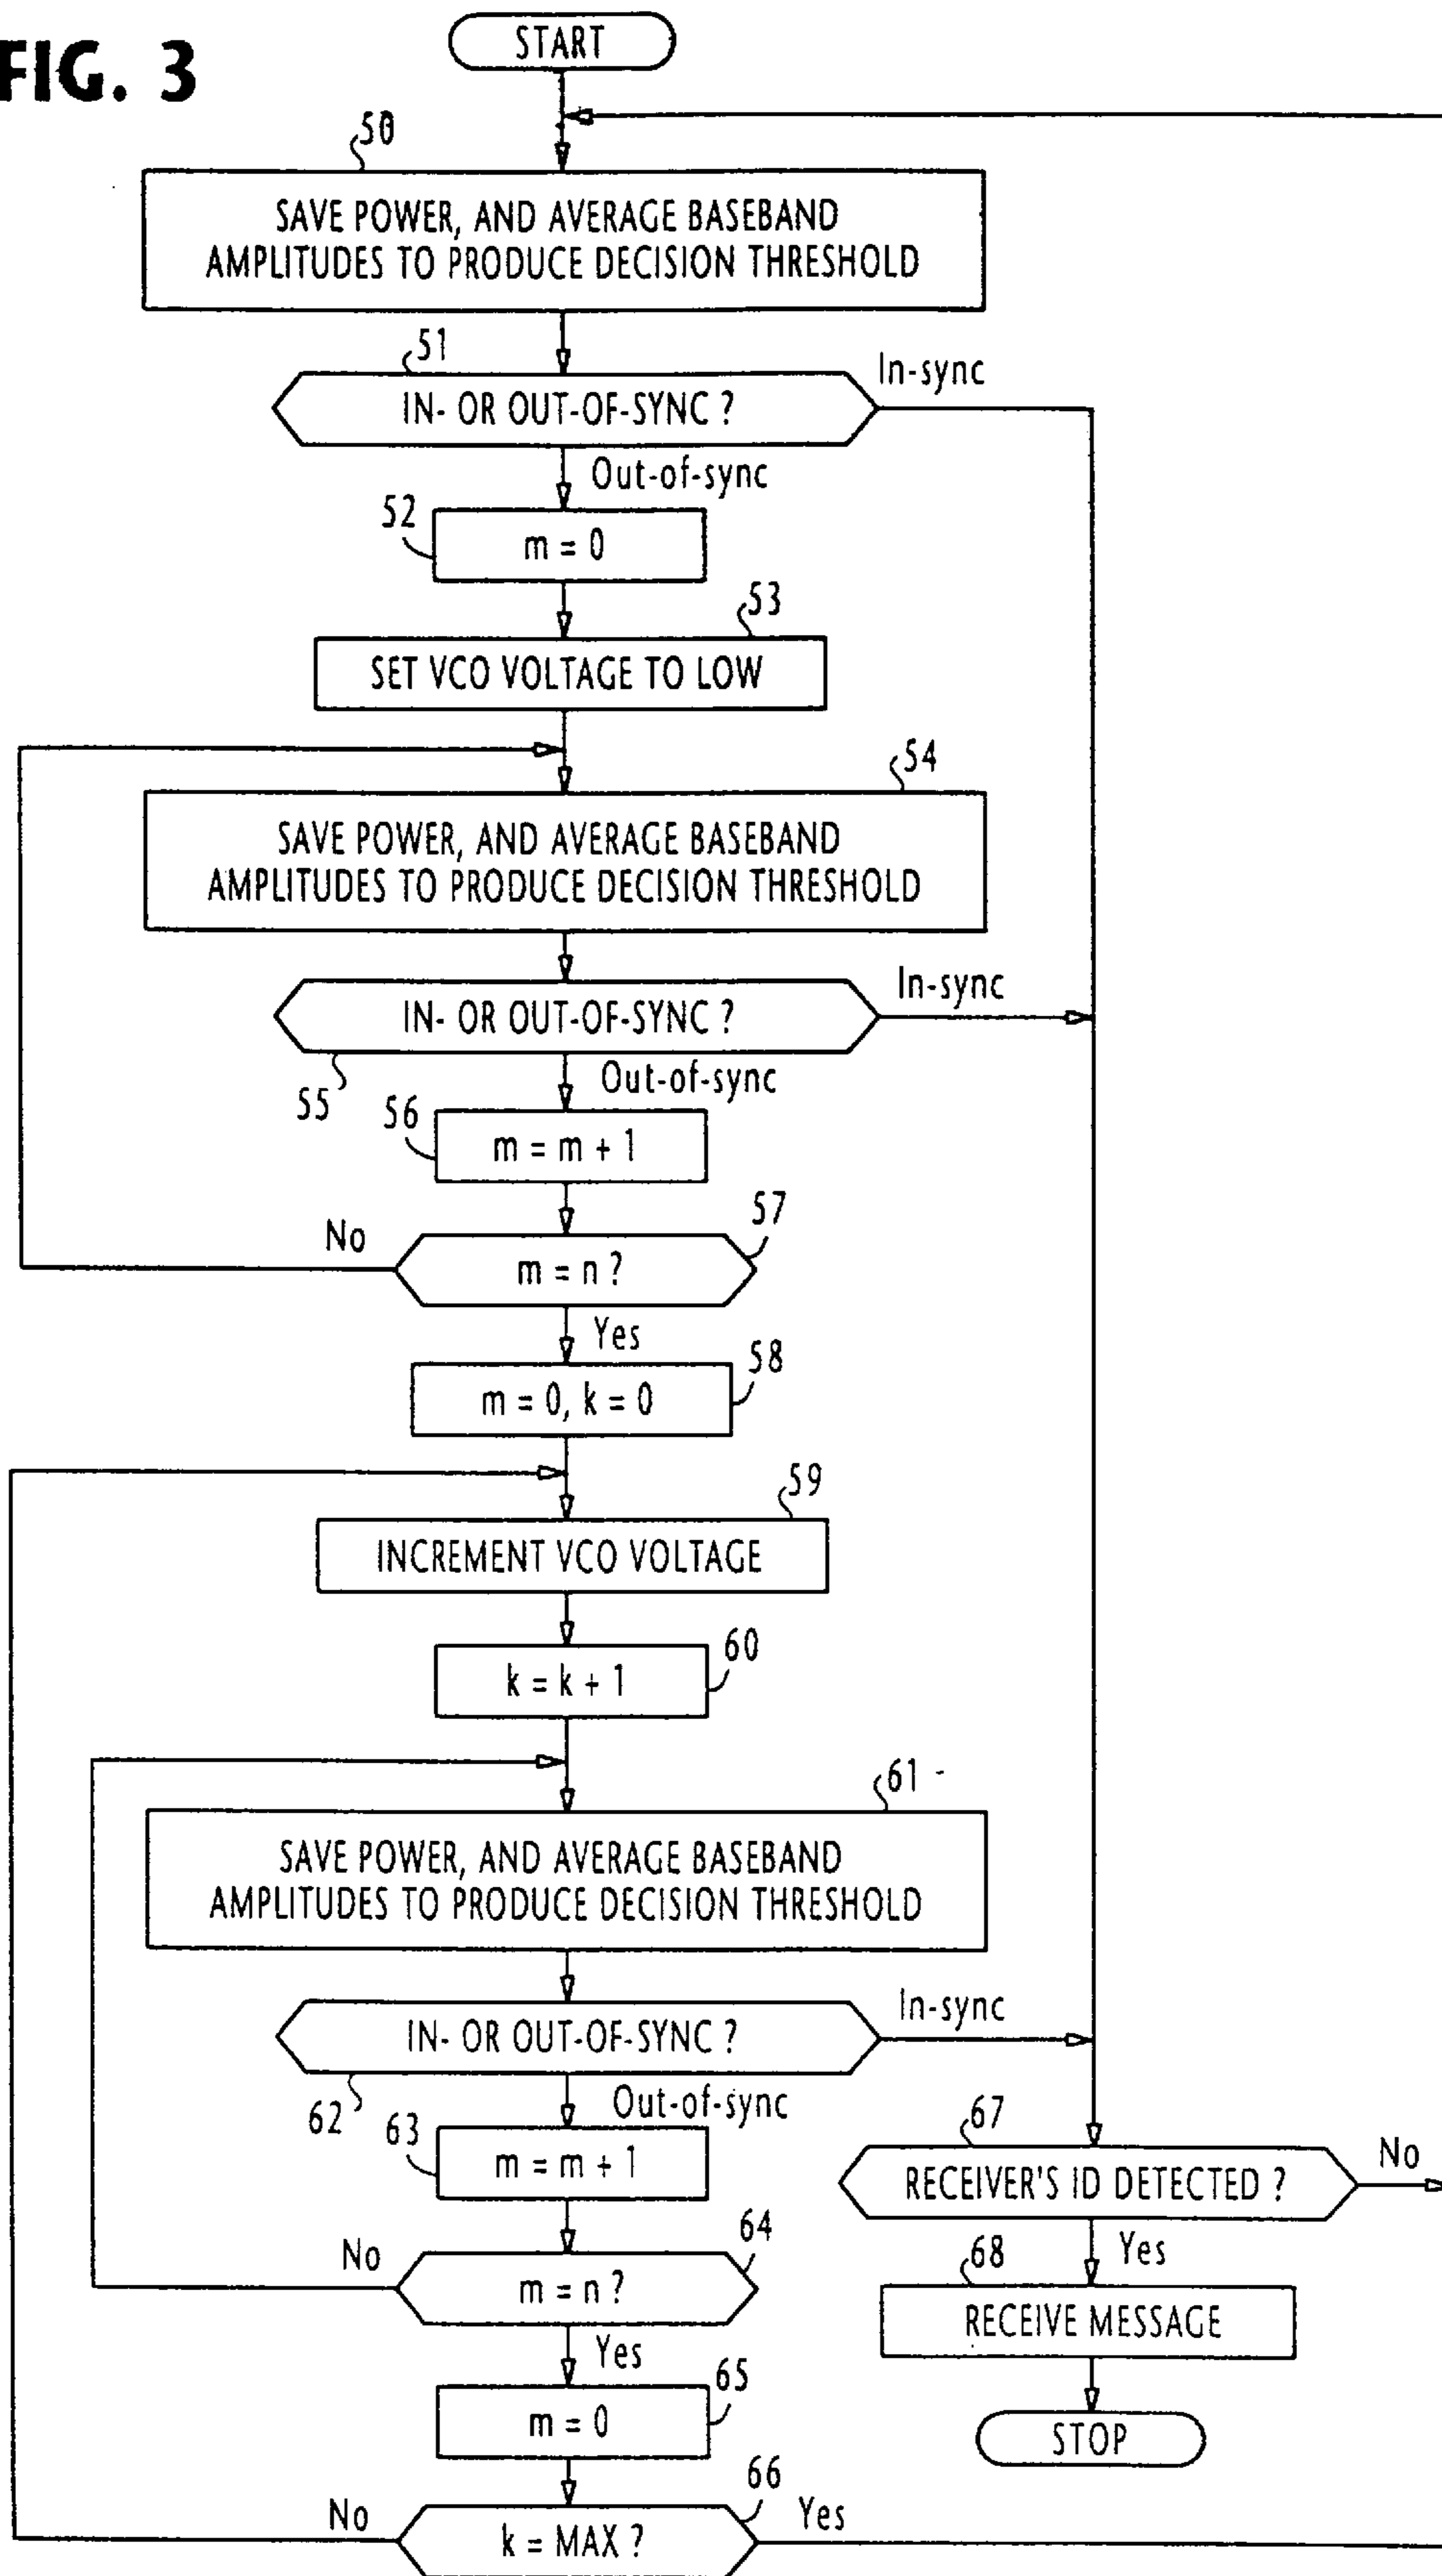 FIG. 3
START
50
SAVE POWER, AND AVERAGE BASEBAND
AMPLITUDES TO PRODUCE DECISION THRESHOLD
51
IN- OR OUT-OF-SYNC ?
In-sync
Out-of-sync
52
m = 0
53
SET VCO VOLTAGE TO LOW
54
SAVE POWER, AND AVERAGE BASEBAND
AMPLITUDES TO PRODUCE DECISION THRESHOLD
IN- OR OUT-OF-SYNC ?
In-sync
55
Out-of-sync
56
m = m + 1
57
No
m = n ?
Yes
58
m = 0, k = 0
59
INCREMENT VCO VOLTAGE
60
k = k + 1
61
SAVE POWER, AND AVERAGE BASEBAND
AMPLITUDES TO PRODUCE DECISION THRESHOLD
IN- OR OUT-OF-SYNC ?
In-sync
62
Out-of-sync
63
m = m + 1
64
No
m = n ?
Yes
65
m = 0
66
No
k = MAX ?
Yes
67
RECEIVER'S ID DETECTED ?
No
Yes
68
RECEIVE MESSAGE
STOP